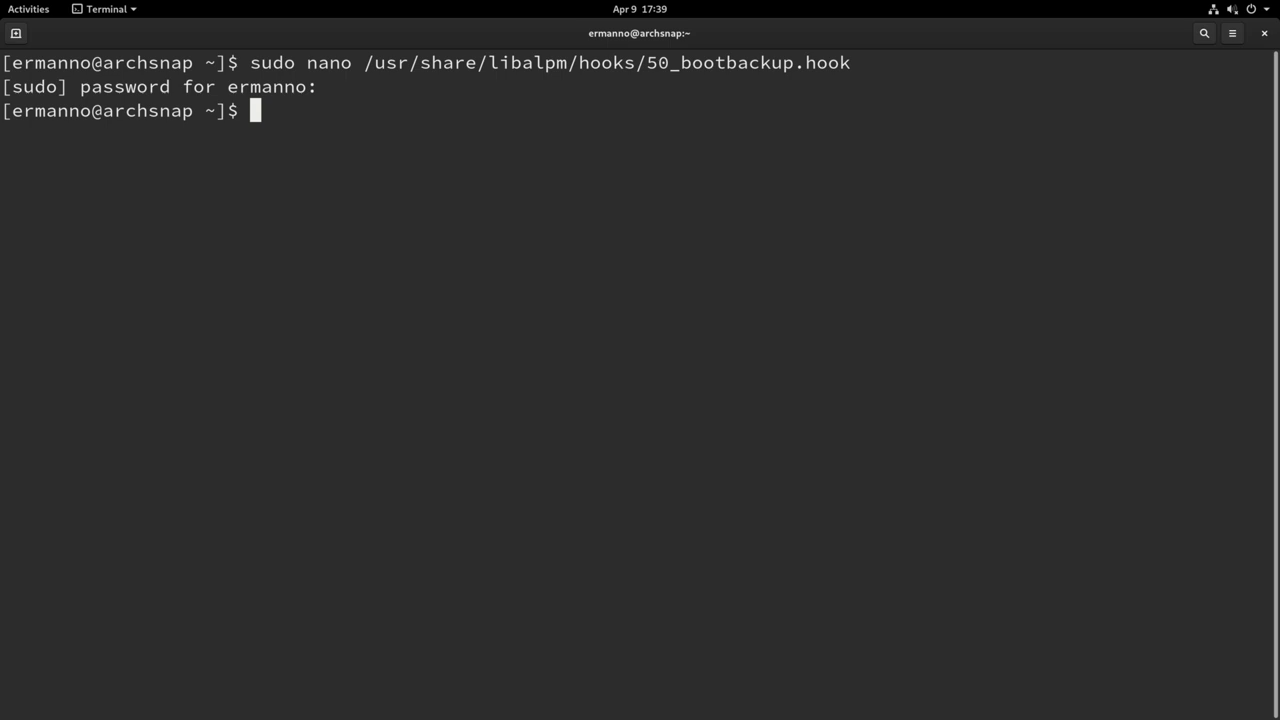 Activities
Terminal
Apr 9 17:39
ermanno@archsnap:~
[ermanno@archsnap ~]$ sudo nano /usr/share/libalpm/hooks/50_bootbackup.hook
[sudo] password for ermanno:
[ermanno@archsnap ~]$